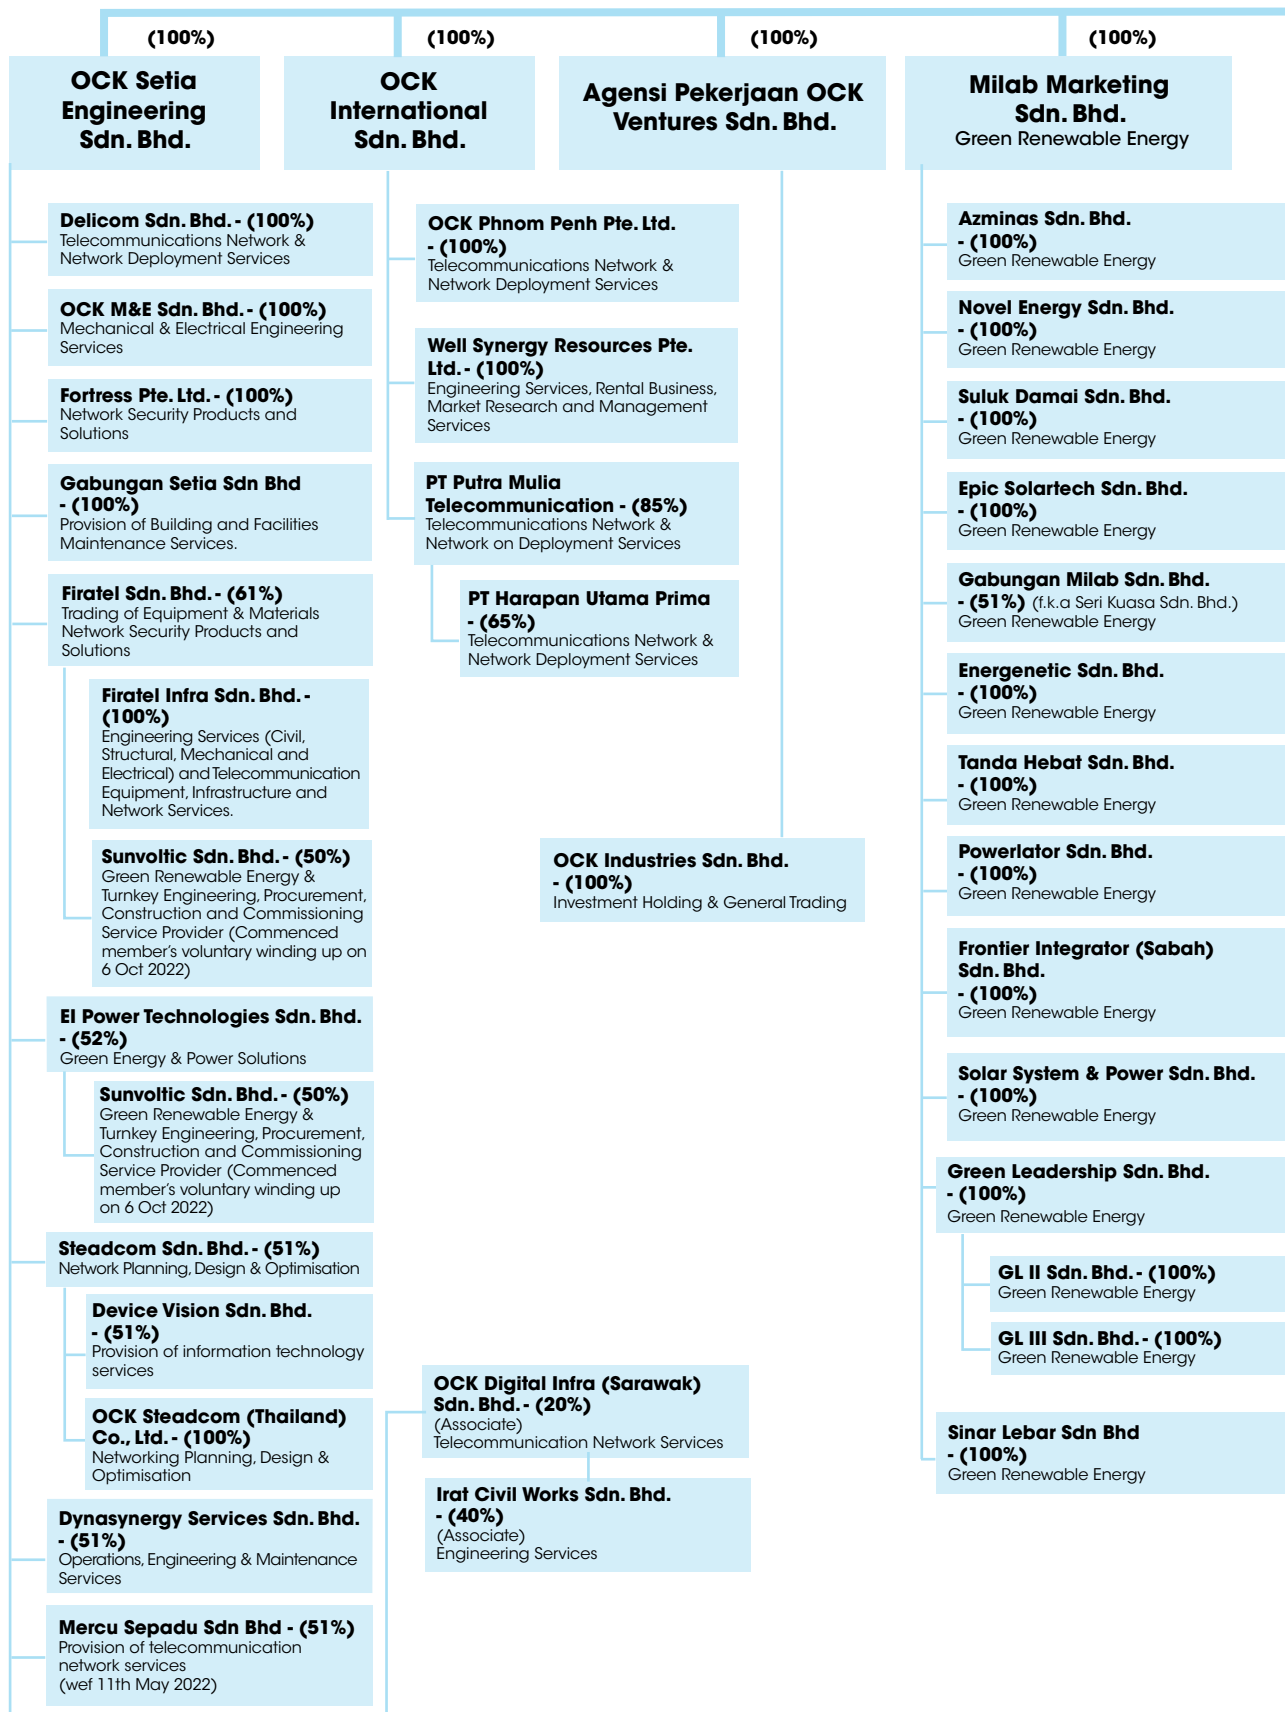 (100%)
OCK Setia
Engineering
Sdn. Bhd.
Delicom Sdn. Bhd. - (100%)
Telecommunications Network &
Network Deployment Services
OCK M&E Sdn. Bhd. - (100%)
Mechanical & Electrical Engineering
Services
Fortress Pte. Ltd. - (100%)
Network Security Products and
Solutions
Gabungan Setia Sdn Bhd
- (100%)
Provision of Building and Facilities
Maintenance Services.
Firatel Sdn. Bhd. - (61%)
Trading of Equipment & Materials
Network Security Products and
Solutions
Firatel Infra Sdn. Bhd. -
(100%)
Engineering Services (Civil,
Structural, Mechanical and
Electrical) and Telecommunication
Equipment, Infrastructure and
Network Services.
Sunvoltic Sdn. Bhd. - (50%)
Green Renewable Energy &
Turnkey Engineering, Procurement,
Construction and Commissioning
Service Provider (Commenced
member's voluntary winding up on
6 Oct 2022)
EI Power Technologies Sdn. Bhd.
- (52%)
Green Energy & Power Solutions
Sunvoltic Sdn. Bhd. - (50%)
Green Renewable Energy &
Turnkey Engineering, Procurement,
Construction and Commissioning
Service Provider (Commenced
member's voluntary winding up
on 6 Oct 2022)
Steadcom Sdn. Bhd. - (51%)
Network Planning, Design & Optimisation
Device Vision Sdn. Bhd.
- (51%)
Provision of information technology
services
OCK Steadcom (Thailand)
Co., Ltd. - (100%)
Networking Planning, Design &
Optimisation
Dynasynergy Services Sdn. Bhd.
- (51%)
Operations, Engineering & Maintenance
Services
Mercu Sepadu Sdn Bhd - (51%)
Provision of telecommunication
network services
(wef 11th May 2022)
(100%)
OCK
International
Sdn. Bhd.
OCK Phnom Penh Pte. Ltd.
- (100%)
Telecommunications Network &
Network Deployment Services
Well Synergy Resources Pte.
Ltd. - (100%)
Engineering Services, Rental Business,
Market Research and Management
Services
PT Putra Mulia
Telecommunication - (85%)
Telecommunications Network &
Network on Deployment Services
PT Harapan Utama Prima
- (65%)
Telecommunications Network &
Network Deployment Services
OCK Digital Infra (Sarawak)
Sdn. Bhd. - (20%)
(Associate)
Telecommunication Network Services
Irat Civil Works Sdn. Bhd.
- (40%)
(Associate)
Engineering Services
(100%)
Agensi Pekerjaan OCK
Ventures Sdn. Bhd.
OCK Industries Sdn. Bhd.
- (100%)
Investment Holding & General Trading
(100%)
Milab Marketing
Sdn. Bhd.
Green Renewable Energy
Azminas Sdn. Bhd.
- (100%)
Green Renewable Energy
Novel Energy Sdn. Bhd.
- (100%)
Green Renewable Energy
Suluk Damai Sdn. Bhd.
- (100%)
Green Renewable Energy
Epic Solartech Sdn. Bhd.
- (100%)
Green Renewable Energy
Gabungan Milab Sdn. Bhd.
- (51%) (f.k.a Seri Kuasa Sdn. Bhd.)
Green Renewable Energy
Energenetic Sdn. Bhd.
- (100%)
Green Renewable Energy
Tanda Hebat Sdn. Bhd.
- (100%)
Green Renewable Energy
Powerlator Sdn. Bhd.
- (100%)
Green Renewable Energy
Frontier Integrator (Sabah)
Sdn. Bhd.
- (100%)
Green Renewable Energy
Solar System & Power Sdn. Bhd.
- (100%)
Green Renewable Energy
Green Leadership Sdn. Bhd.
- (100%)
Green Renewable Energy
GL II Sdn. Bhd. - (100%)
Green Renewable Energy
GL III Sdn. Bhd. - (100%)
Green Renewable Energy
Sinar Lebar Sdn Bhd
- (100%)
Green Renewable Energy